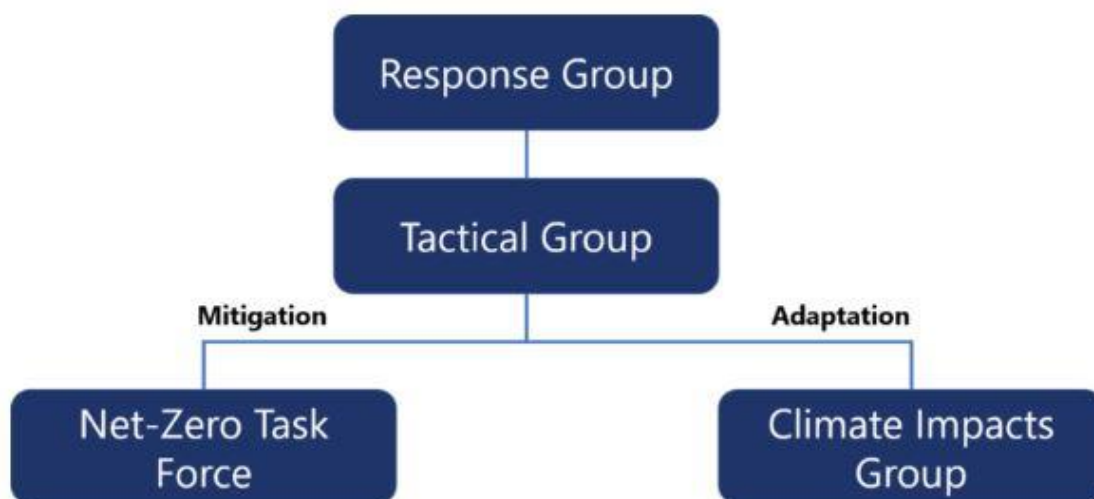 Response Group
Tactical Group
Mitigation
Adaptation
Net-Zero Task
Force
Climate Impacts
Group